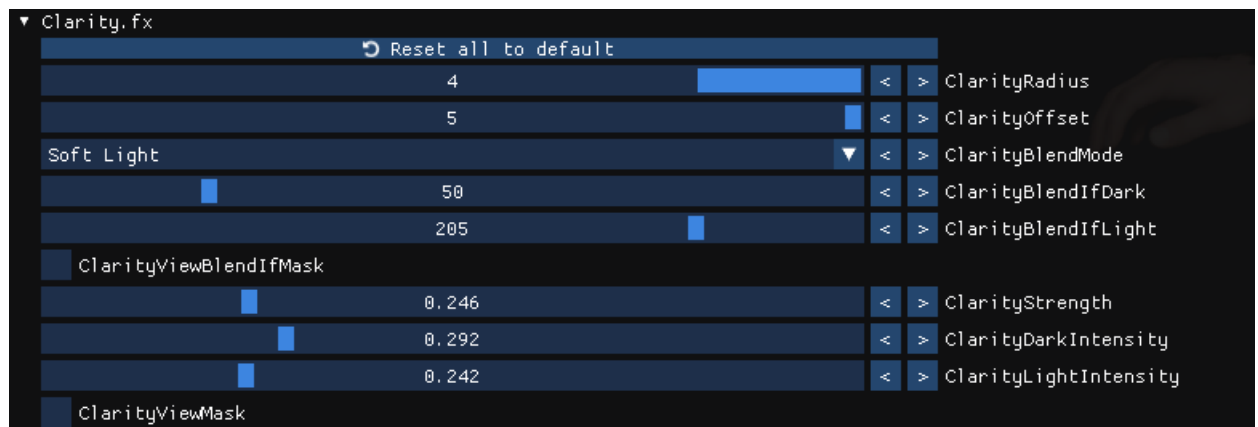 ▼ Clarity.fx
Reset all to default
4 < > ClarityRadius
5 < > ClarityOffset
Soft Light ▼ < > ClarityBlendMode
50 < > ClarityBlendIfDark
205 < > ClarityBlendIfLight
ClarityViewBlendIfMask
0.246 < > ClarityStrength
0.292 < > ClarityDarkIntensity
0.242 < > ClarityLightIntensity
ClarityViewMask